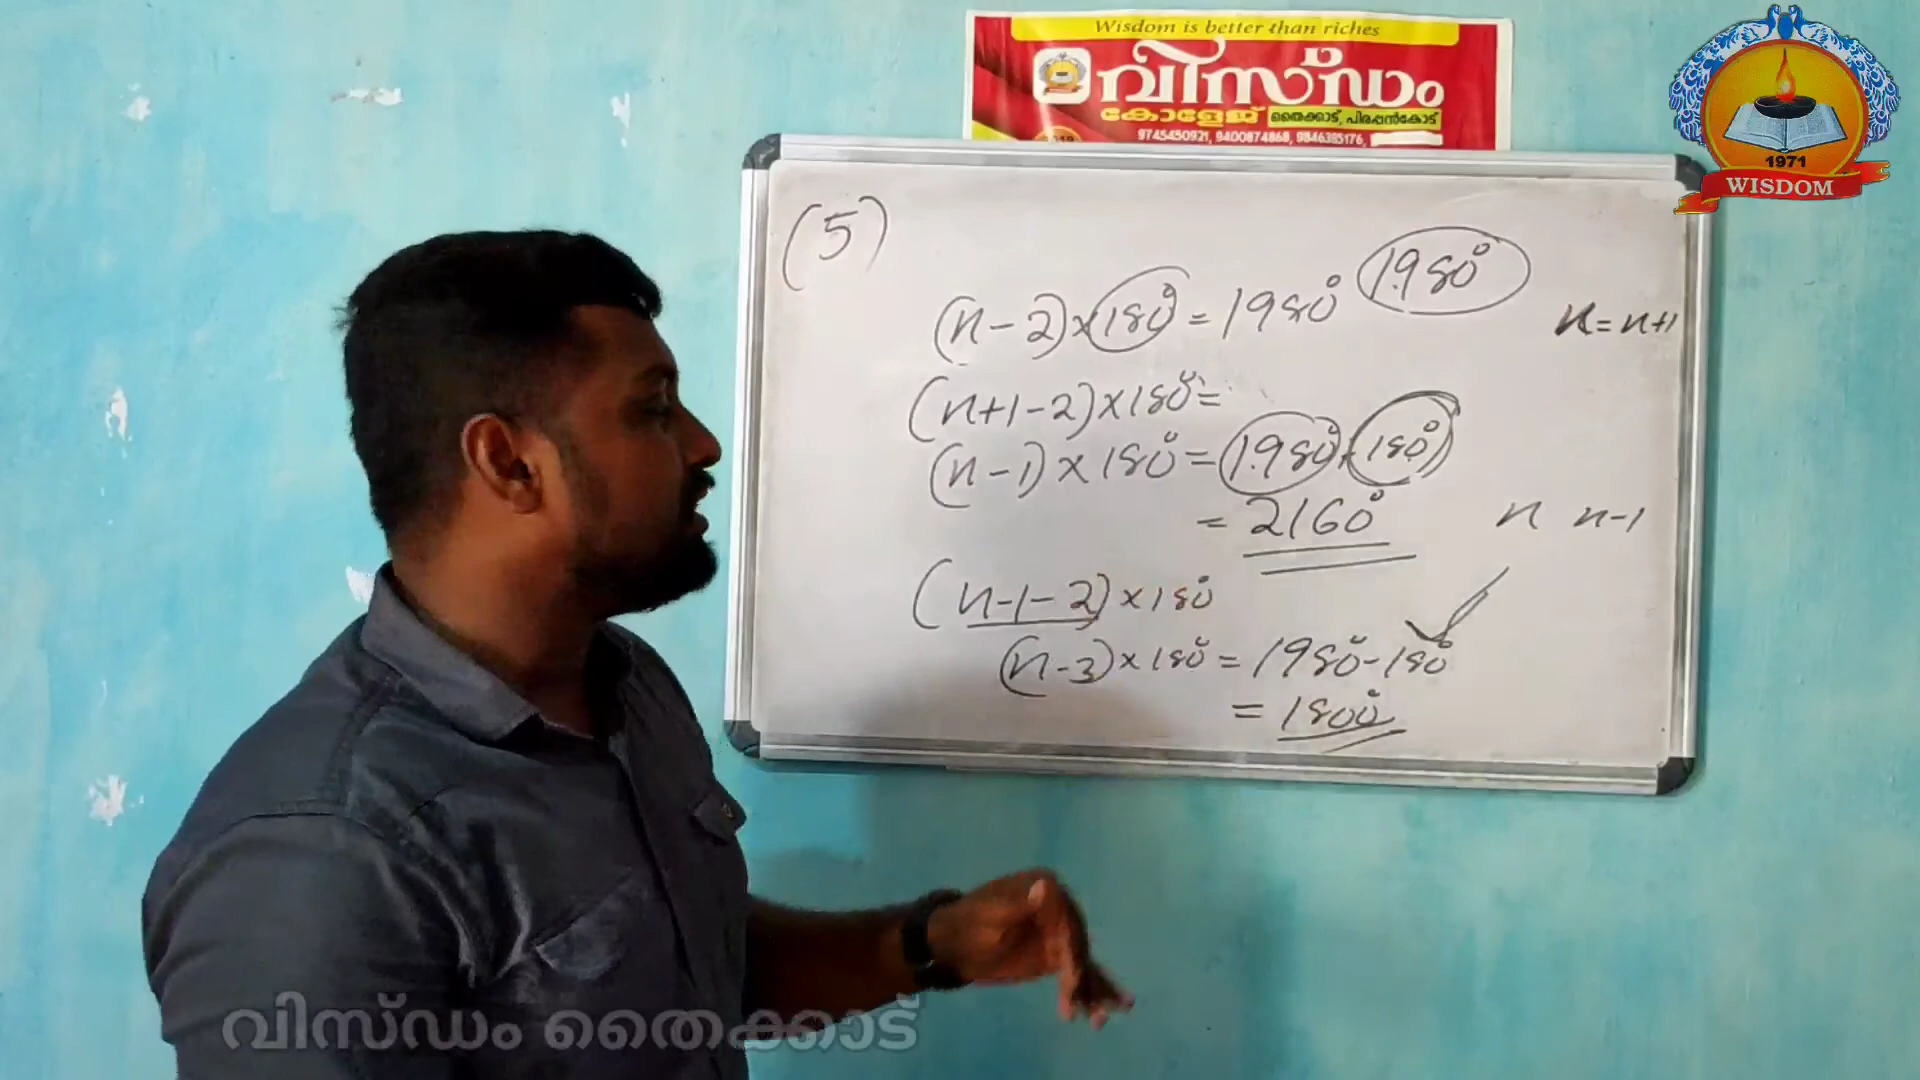 Wisdom is better than riches
വിസ്ഡം
കോളേജ് തൈക്കാട്, പിരപ്പൻകോട്
9745450921, 9400874868, 9846395176,
1971
WISDOM
(5)
1980°
(n-2)×180° = 1980°
n = n+1
(n+1-2)×180° =
(n-1)×180° = 1980°+180°
= 2160°
n n-1
(n-1-2)×180°
(n-3)×180° = 1980°-180°
= 1800°
വിസ്ഡം തൈക്കാട്